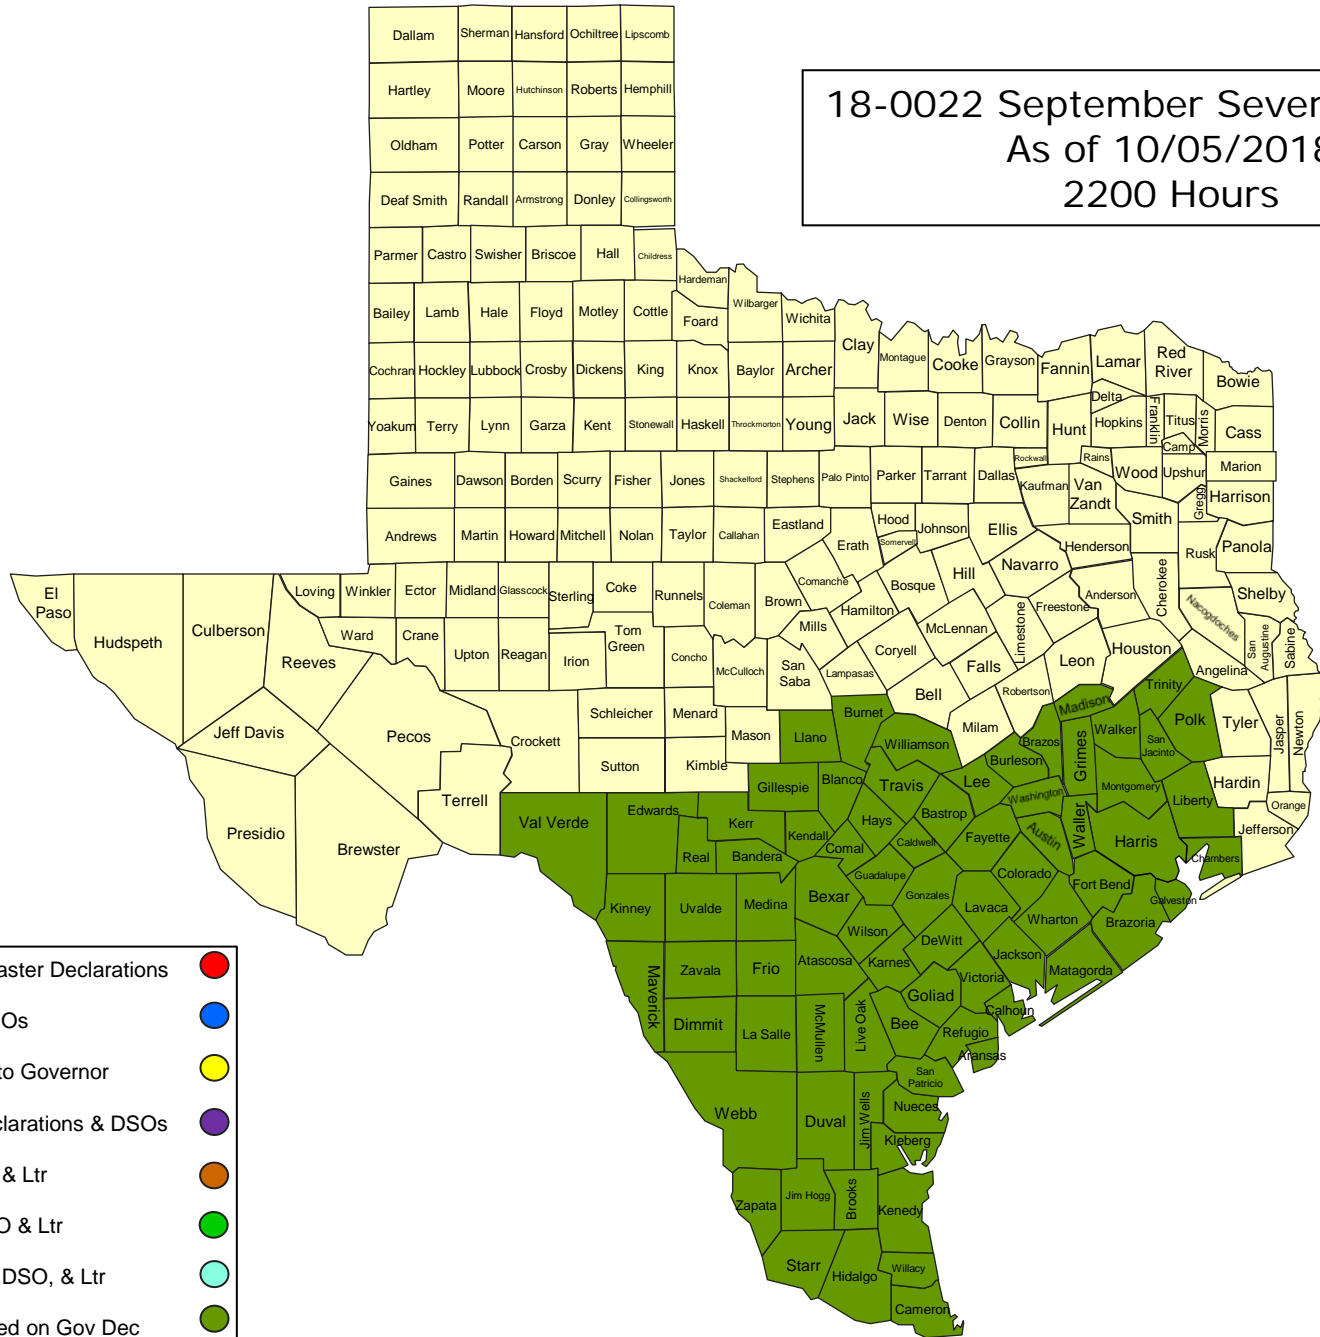 Dallam Sherman Hansford Ochiltree Lipscomb
Hartley Moore Hutchinson Roberts Hemphill
18-0022 September Sever
As of 10/05/2018
2200 Hours
Oldham Potter Carson Gray Wheeler
Deaf Smith Randall Armstrong Donley Collingsworth
Parmer Castro Swisher Briscoe Hall Childress
Hardeman
Wilbarger
Bailey Lamb Hale Floyd Motley Cottle Foard Wichita
Clay Montague Cooke Grayson Fannin Lamar Red River Bowie
Cochran Hockley Lubbock Crosby Dickens King Knox Baylor Archer
Delta
Yoakum Terry Lynn Garza Kent Stonewall Haskell Throckmorton Young Jack Wise Denton Collin Hunt Hopkins Franklin Titus Morris Cass
Camp
Rockwall Rains Wood Upshur Marion
Gaines Dawson Borden Scurry Fisher Jones Shackelford Stephens Palo Pinto Parker Tarrant Dallas Kaufman Van Zandt Gregg Harrison
Andrews Martin Howard Mitchell Nolan Taylor Callahan Eastland Erath Hood Somervell Johnson Ellis Henderson Smith Rusk Panola
El Paso Hudspeth Culberson Loving Winkler Ector Midland Glasscock Sterling Coke Runnels Coleman Brown Comanche Bosque Hill Navarro Anderson Cherokee Nacogdoches Shelby
Hamilton Freestone Limestone
Reeves Ward Crane Upton Reagan Irion Tom Green Concho McCulloch San Saba Mills Lampasas Coryell McLennan Falls Leon Houston Angelina San Augustine Sabine
Bell Robertson Trinity
Jeff Davis Pecos Crockett Schleicher Menard Mason Llano Burnet Williamson Milam Brazos Madison Grimes Walker San Jacinto Polk Tyler Jasper Newton
Sutton Kimble Gillespie Blanco Travis Lee Burleson Washington Montgomery Liberty Hardin Orange
Presidio Brewster Terrell Val Verde Edwards Kerr Kendall Hays Bastrop Caldwell Fayette Austin Waller Harris Jefferson
Real Bandera Comal Guadalupe Gonzales Colorado Fort Bend Chambers Galveston
Kinney Uvalde Medina Bexar Wilson Lavaca Wharton Brazoria
Maverick Zavala Frio Atascosa Karnes DeWitt Jackson Matagorda
Dimmit La Salle McMullen Live Oak Bee Goliad Victoria Calhoun
Refugio Aransas
San Patricio
Webb Duval Jim Wells Nueces
Kleberg
Zapata Jim Hogg Brooks Kenedy
Starr Hidalgo Willacy
Cameron
aster Declarations
Os
to Governor
clarations & DSOs
& Ltr
O & Ltr
DSO, & Ltr
ed on Gov Dec